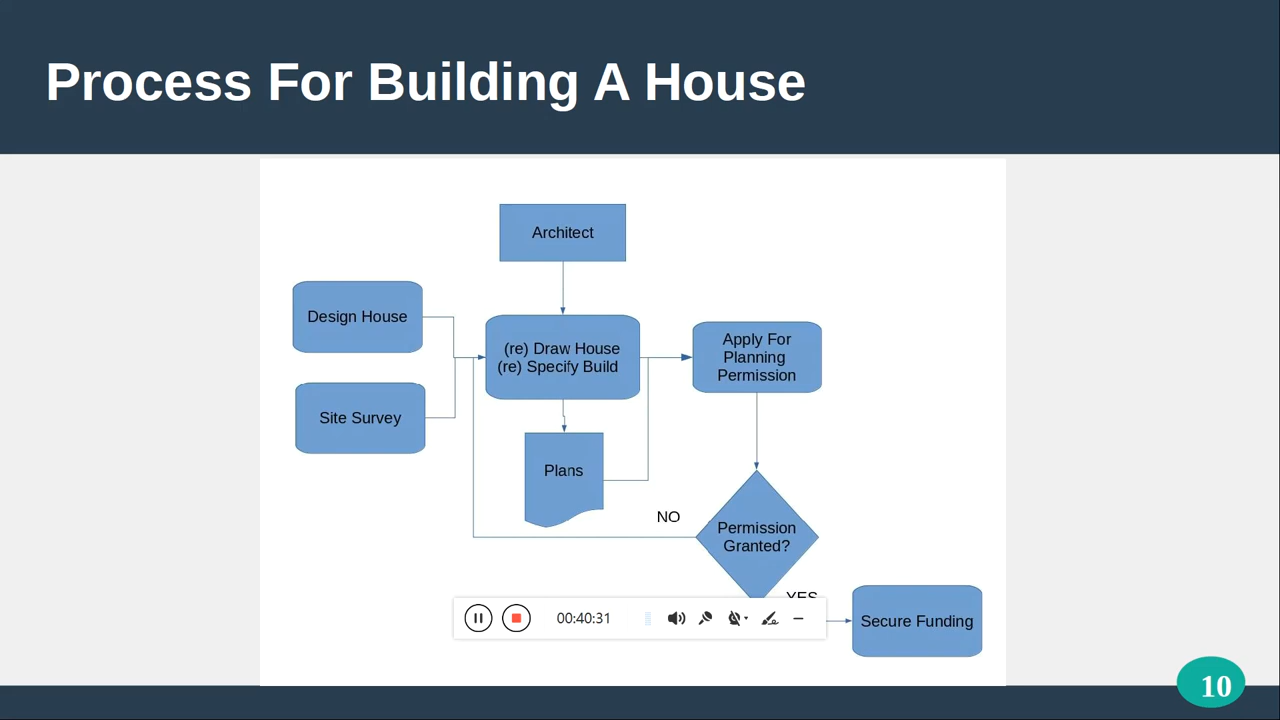 Process For Building A House
Architect
Design House
(re) Draw House
(re) Specify Build
Apply For
Planning
Permission
Site Survey
Plans
NO
Permission
Granted?
YES
Secure Funding
00:40:31
10